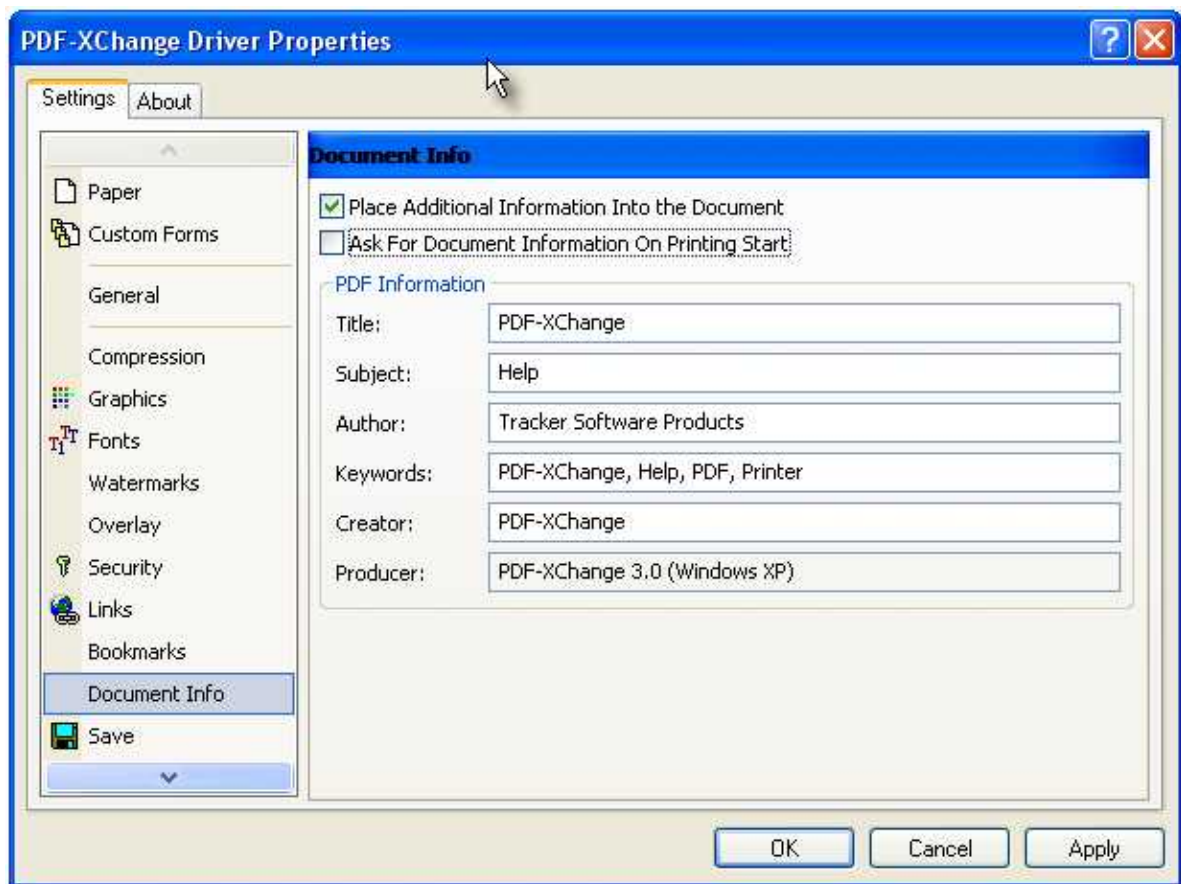 PDF-XChange Driver Properties
Settings
About
Paper
Custom Forms
General
Compression
Graphics
Fonts
Watermarks
Overlay
Security
Links
Bookmarks
Document Info
Save
Document Info
Place Additional Information Into the Document
Ask For Document Information On Printing Start
PDF Information
Title: PDF-XChange
Subject: Help
Author: Tracker Software Products
Keywords: PDF-XChange, Help, PDF, Printer
Creator: PDF-XChange
Producer: PDF-XChange 3.0 (Windows XP)
OK Cancel Apply